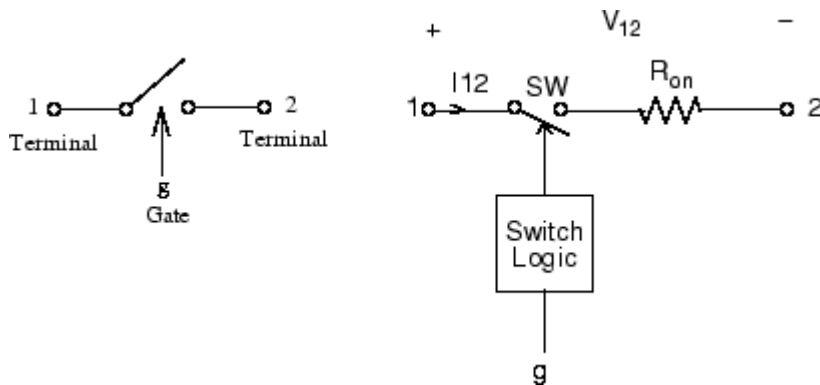 1 2
Terminal Terminal
g
Gate
+ V12 −
I12 SW Ron
1 2
Switch
Logic
g